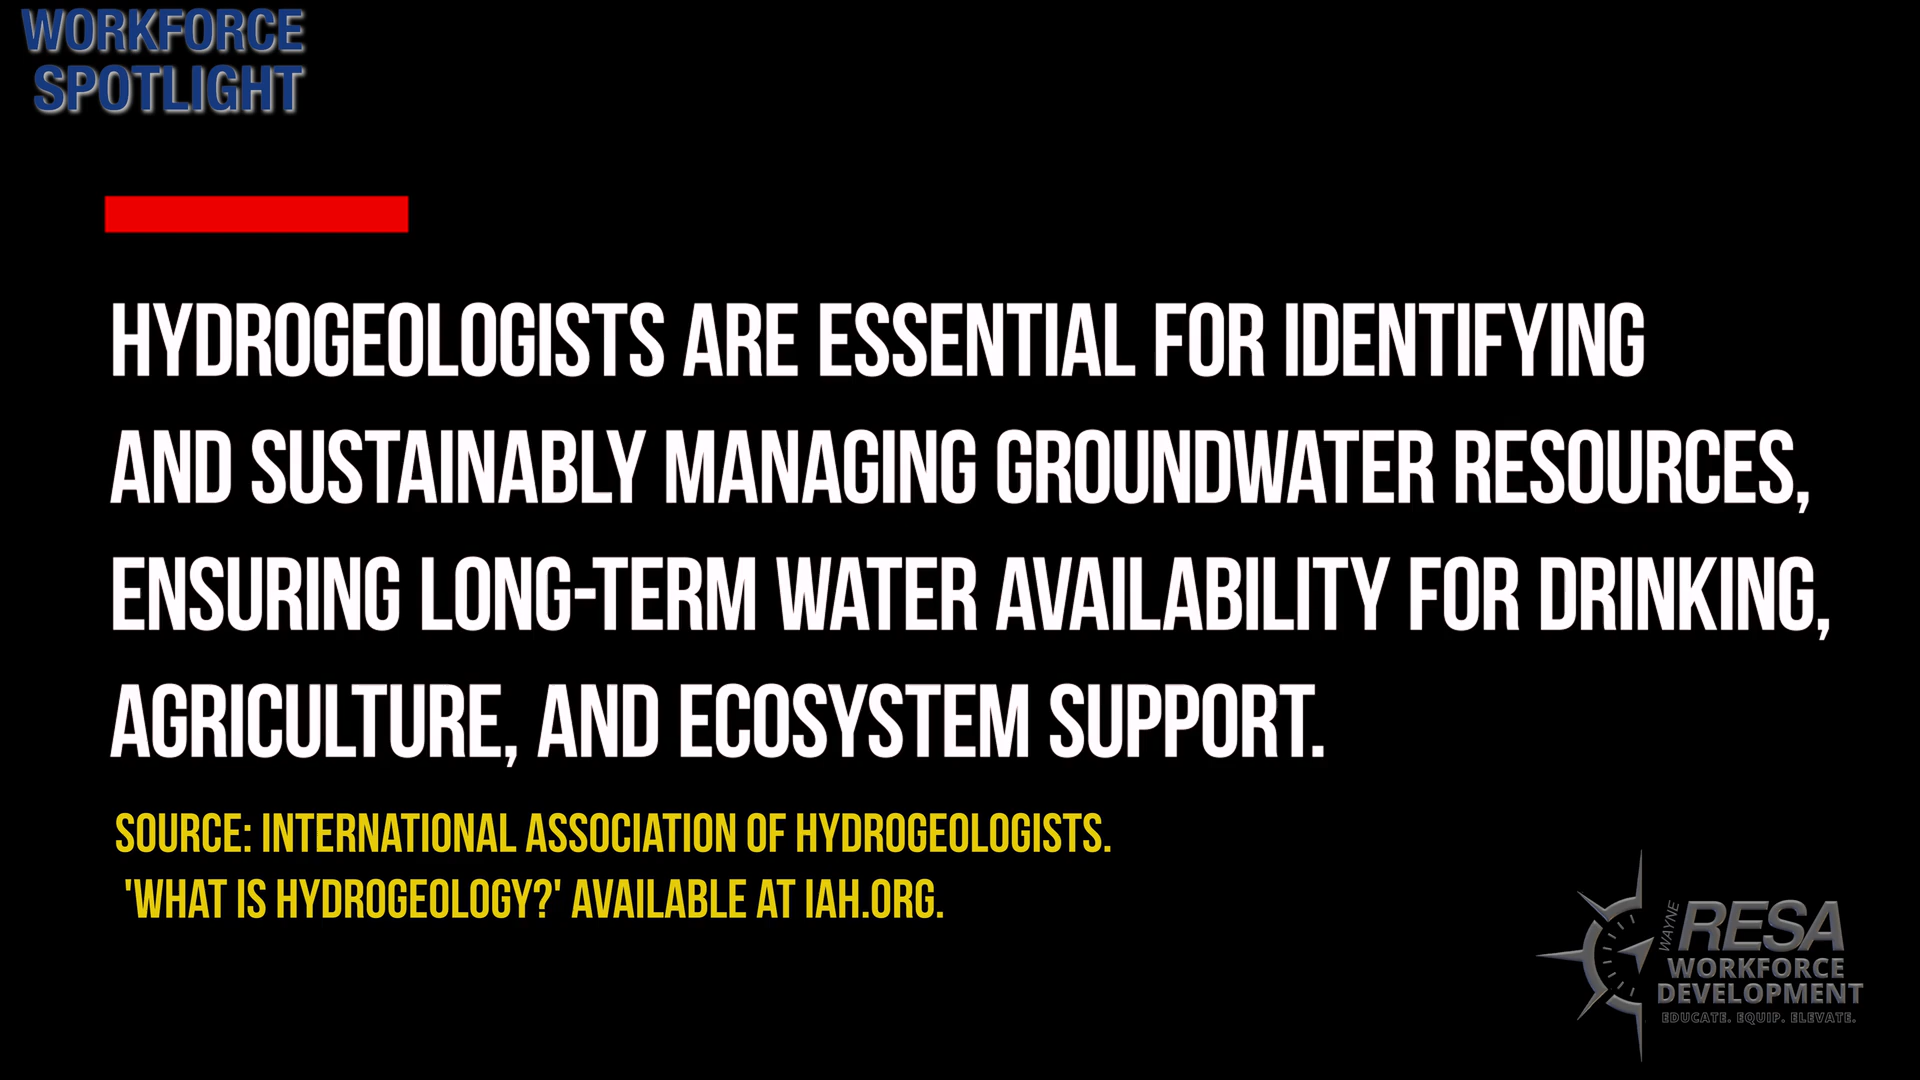 WORKFORCE
SPOTLIGHT
HYDROGEOLOGISTS ARE ESSENTIAL FOR IDENTIFYING
AND SUSTAINABLY MANAGING GROUNDWATER RESOURCES,
ENSURING LONG-TERM WATER AVAILABILITY FOR DRINKING,
AGRICULTURE, AND ECOSYSTEM SUPPORT.
SOURCE: INTERNATIONAL ASSOCIATION OF HYDROGEOLOGISTS.
'WHAT IS HYDROGEOLOGY?' AVAILABLE AT IAH.ORG.
WAYNE RESA
WORKFORCE
DEVELOPMENT
EDUCATE. EQUIP. ELEVATE.